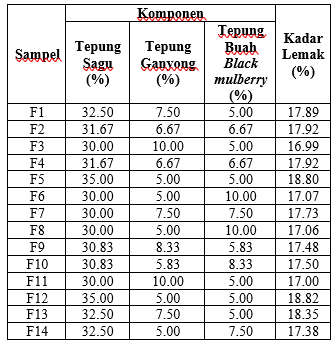 Sampel Komponen Kadar Lemak (%)
Tepung Sagu (%) Tepung Ganyong (%) Tepung Buah Black mulberry (%)
F1 32.50 7.50 5.00 17.89
F2 31.67 6.67 6.67 17.92
F3 30.00 10.00 5.00 16.99
F4 31.67 6.67 6.67 17.92
F5 35.00 5.00 5.00 18.80
F6 30.00 5.00 10.00 17.07
F7 30.00 7.50 7.50 17.73
F8 30.00 5.00 10.00 17.06
F9 30.83 8.33 5.83 17.48
F10 30.83 5.83 8.33 17.50
F11 30.00 10.00 5.00 17.00
F12 35.00 5.00 5.00 18.82
F13 32.50 7.50 5.00 18.35
F14 32.50 5.00 7.50 17.38